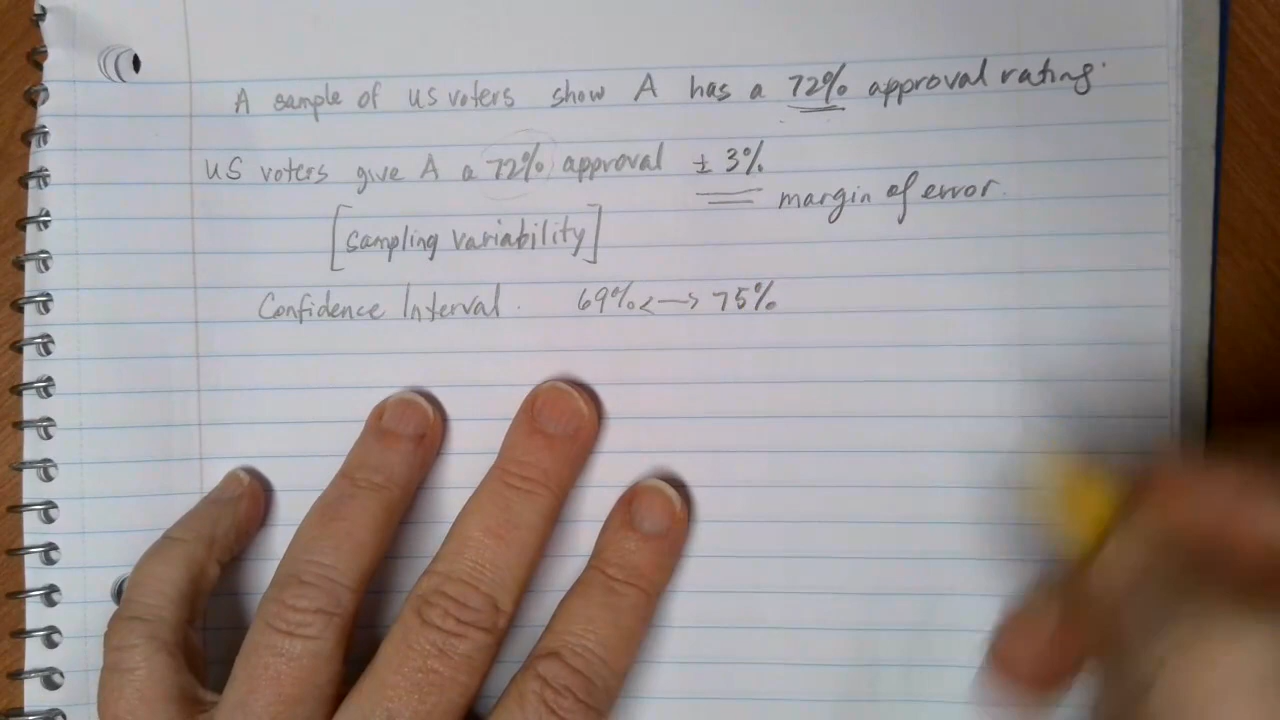 A sample of US voters show A has a 72% approval rating.
US voters give A a 72% approval ± 3%
margin of error.
[sampling variability]
Confidence Interval. 69% <—> 75%